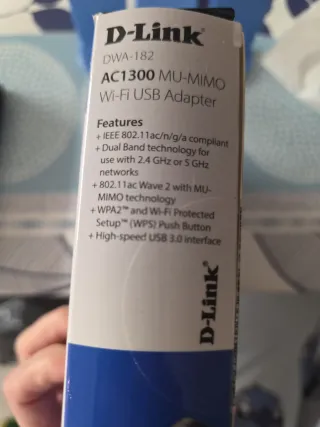 D-Link
DWA-182
AC1300 MU-MIMO
Wi-Fi USB Adapter
Features
+ IEEE 802.11ac/n/g/a compliant
+ Dual Band technology for
use with 2.4 GHz or 5 GHz
networks
+ 802.11ac Wave 2 with MU-
MIMO technology
+ WPA2™ and Wi-Fi Protected
Setup™ (WPS) Push Button
+ High-speed USB 3.0 interface
D-Link